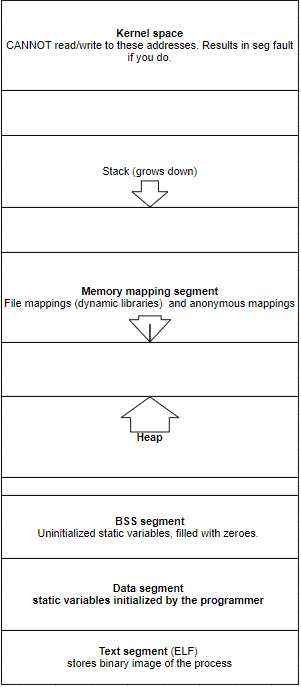 Kernel space
CANNOT read/write to these addresses. Results in seg fault
if you do.
Stack (grows down)
Memory mapping segment
File mappings (dynamic libraries) and anonymous mappings
Heap
BSS segment
Uninitialized static variables, filled with zeroes.
Data segment
static variables initialized by the programmer
Text segment (ELF)
stores binary image of the process